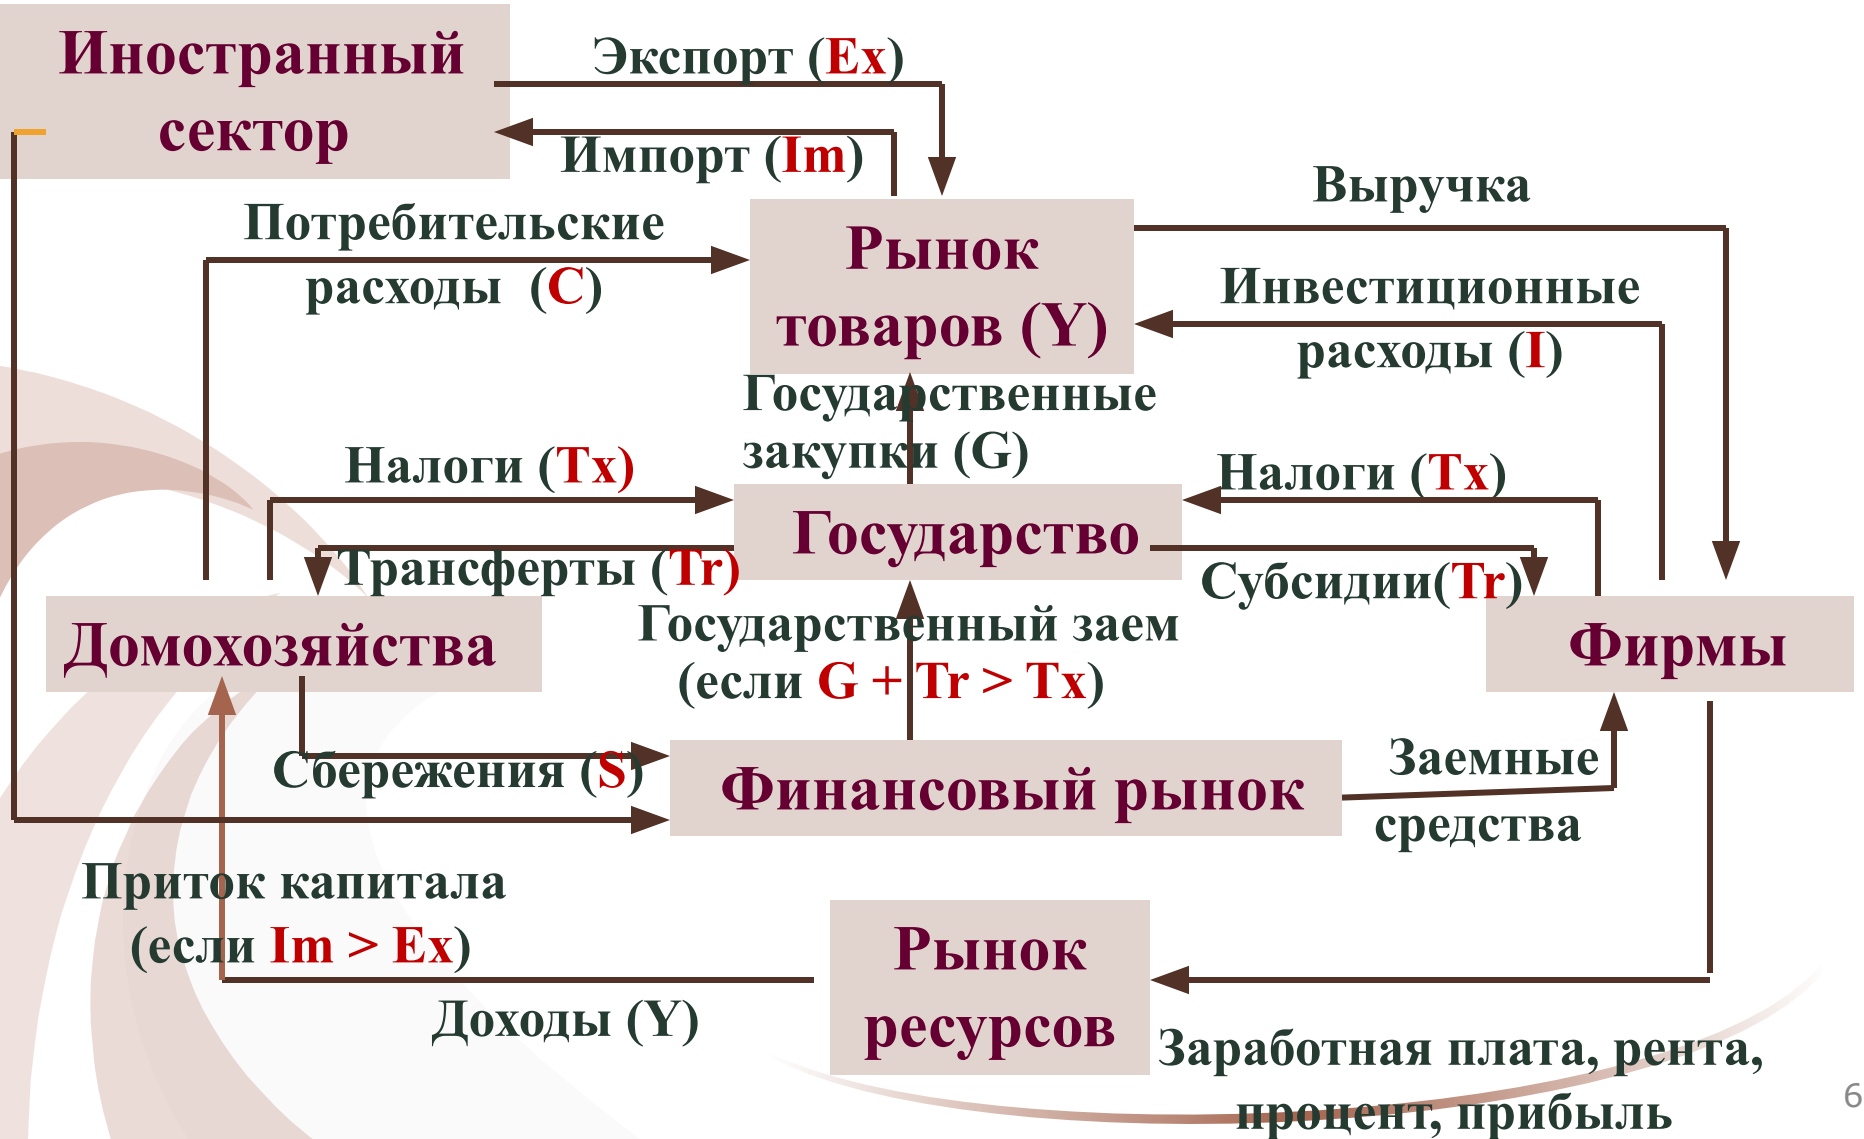 Иностранный
сектор
Экспорт (Ex)
Импорт (Im)
Выручка
Потребительские
расходы (C)
Рынок
товаров (Y)
Инвестиционные
расходы (I)
Государственные
закупки (G)
Налоги (Tx)
Налоги (Tx)
Государство
Трансферты (Tr)
Субсидии(Tr)
Домохозяйства
Государственный заем
(если G + Tr > Tx)
Фирмы
Сбережения (S)
Финансовый рынок
Заемные
средства
Приток капитала
(если Im > Ex)
Рынок
ресурсов
Доходы (Y)
Заработная плата, рента,
процент, прибыль
6